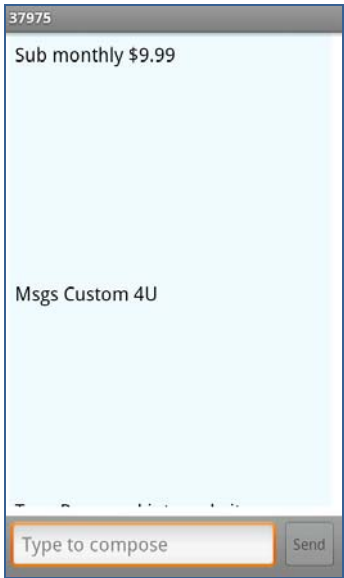 37975
Sub monthly $9.99
Msgs Custom 4U
Type to compose
Send